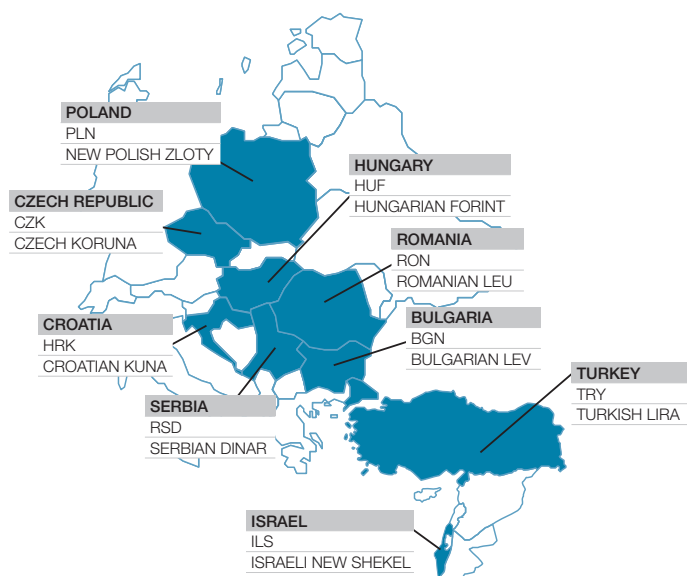 POLAND
PLN
NEW POLISH ZLOTY
HUNGARY
HUF
HUNGARIAN FORINT
CZECH REPUBLIC
CZK
CZECH KORUNA
ROMANIA
RON
ROMANIAN LEU
CROATIA
HRK
CROATIAN KUNA
BULGARIA
BGN
BULGARIAN LEV
TURKEY
TRY
TURKISH LIRA
SERBIA
RSD
SERBIAN DINAR
ISRAEL
ILS
ISRAELI NEW SHEKEL